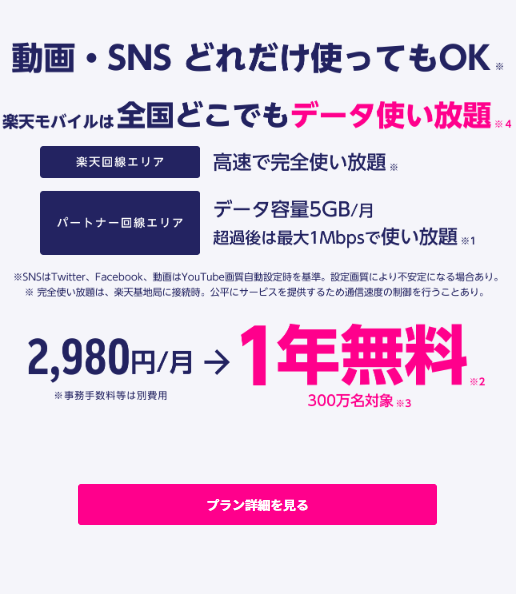 動画・SNS どれだけ使ってもOK※
楽天モバイルは全国どこでもデータ使い放題※4
楽天回線エリア 高速で完全使い放題※
パートナー回線エリア データ容量5GB/月
超過後は最大1Mbpsで使い放題※1
※SNSはTwitter、Facebook、動画はYouTube画質自動設定時を基準。設定画質により不安定になる場合あり。
※ 完全使い放題は、楽天基地局に接続時。公平にサービスを提供するため通信速度の制御を行うことあり。
2,980円/月→1年無料※2
※事務手数料等は別費用 300万名対象※3
プラン詳細を見る